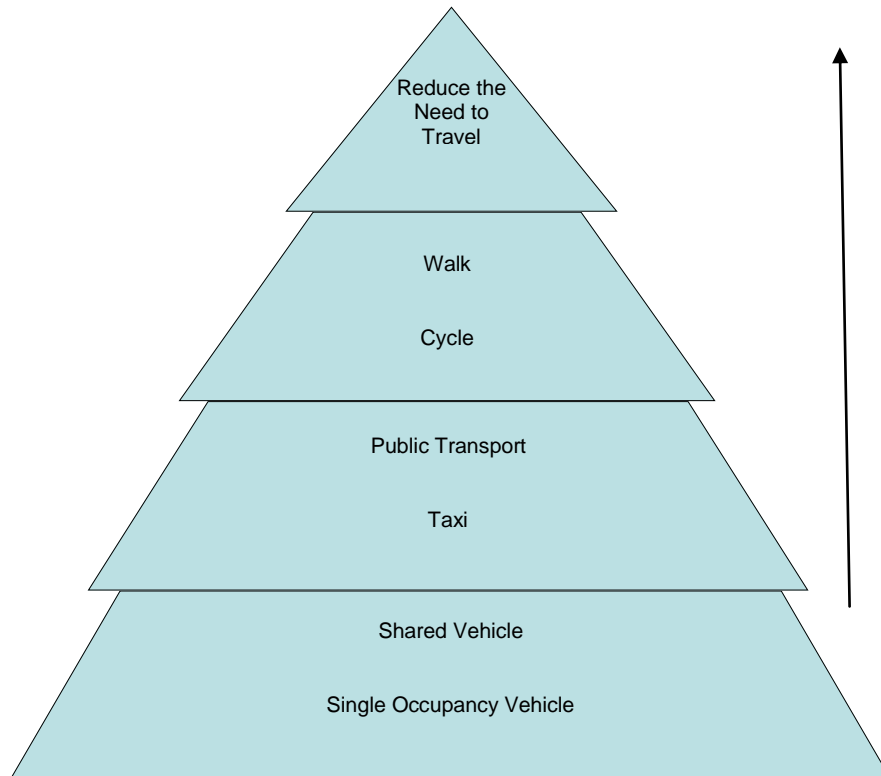 Reduce the
Need to
Travel
Walk
Cycle
Public Transport
Taxi
Shared Vehicle
Single Occupancy Vehicle